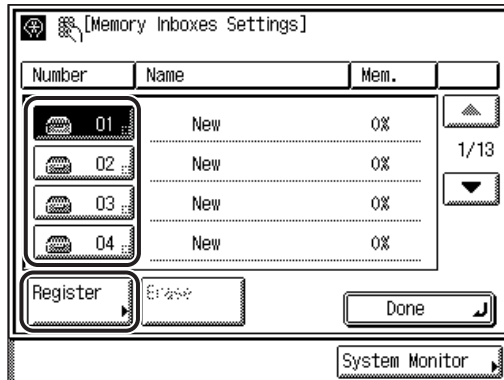 [Memory Inboxes Settings]
Number Name Mem.
01 New 0%
02 New 0%
1/13
03 New 0%
04 New 0%
Register Erase Done
System Monitor